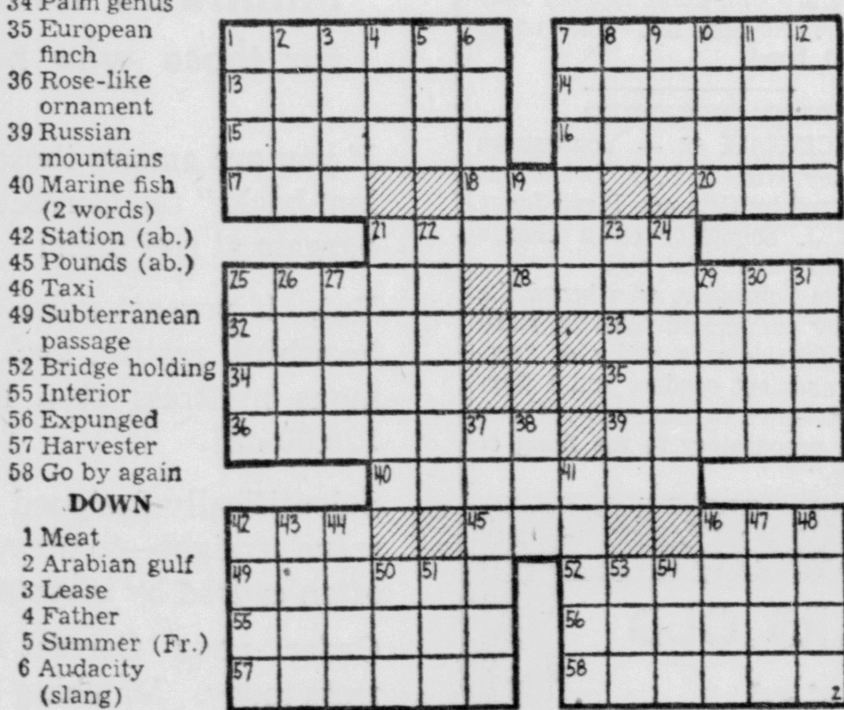 34 Palm genus
35 European
finch
36 Rose-like
ornament
39 Russian
mountains
40 Marine fish
(2 words)
42 Station (ab.)
45 Pounds (ab.)
46 Taxi
49 Subterranean
passage
52 Bridge holding
55 Interior
56 Expunged
57 Harvester
58 Go by again
DOWN
1 Meat
2 Arabian gulf
3 Lease
4 Father
5 Summer (Fr.)
6 Audacity
(slang)
1 2 3 4 5 6 7 8 9 10 11 12
13 14
15 16
17 18 19 20
21 22 23 24
25 26 27 28 29 30 31
32 33
34 35
36 37 38 39
40 41
42 43 44 45 46 47 48
49 50 51 52 53 54
55 56
57 58
2